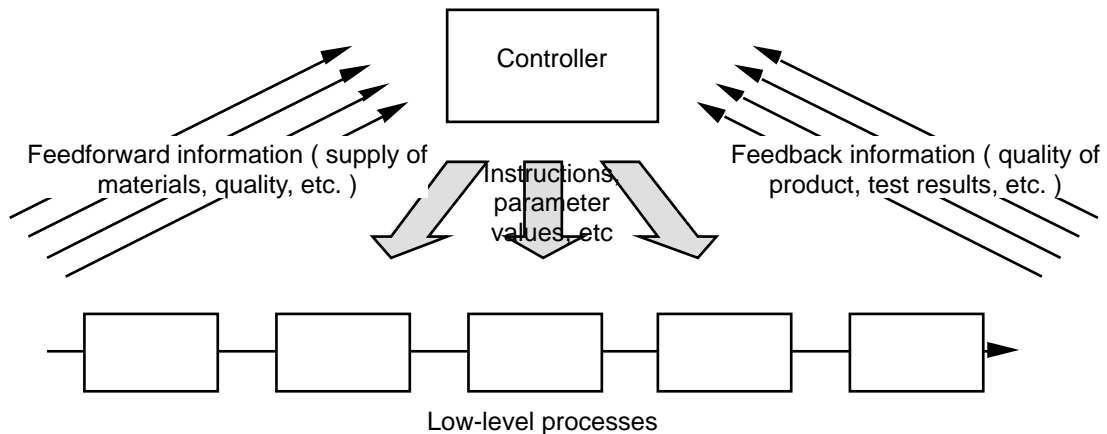 Controller
Feedforward information ( supply of
materials, quality, etc. )
Instructions,
parameter
values, etc
Feedback information ( quality of
product, test results, etc. )
Low-level processes